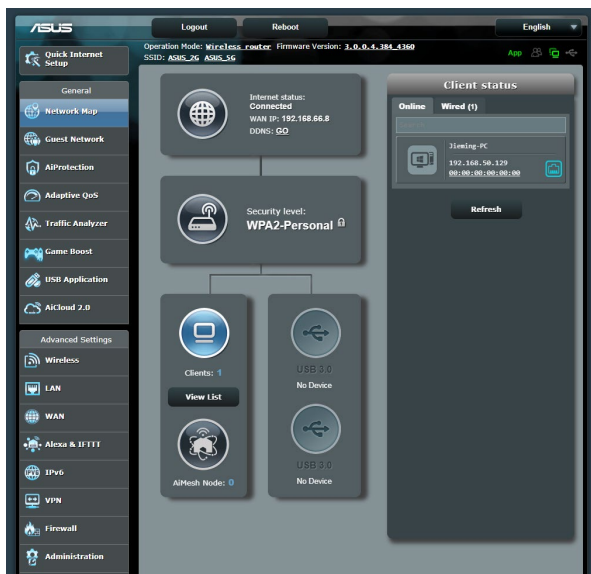 ASUS
Logout
Reboot
English
Quick Internet
Setup
Operation Mode: Wireless router Firmware Version: 3.0.0.4.384_4360
SSID: ASUS_2G ASUS_5G
App
General
Network Map
Guest Network
AiProtection
Adaptive QoS
Traffic Analyzer
Game Boost
USB Application
AiCloud 2.0
Advanced Settings
Wireless
LAN
WAN
Alexa & IFTTT
IPv6
VPN
Firewall
Administration
Internet status:
Connected
WAN IP: 192.168.66.8
DDNS: GO
Security level:
WPA2-Personal
Clients: 1
View List
AiMesh Node: 0
USB 3.0
No Device
USB 3.0
No Device
Client status
Online
Wired (1)
Jieming-PC
192.168.50.129
00:00:00:00:00:00
Refresh